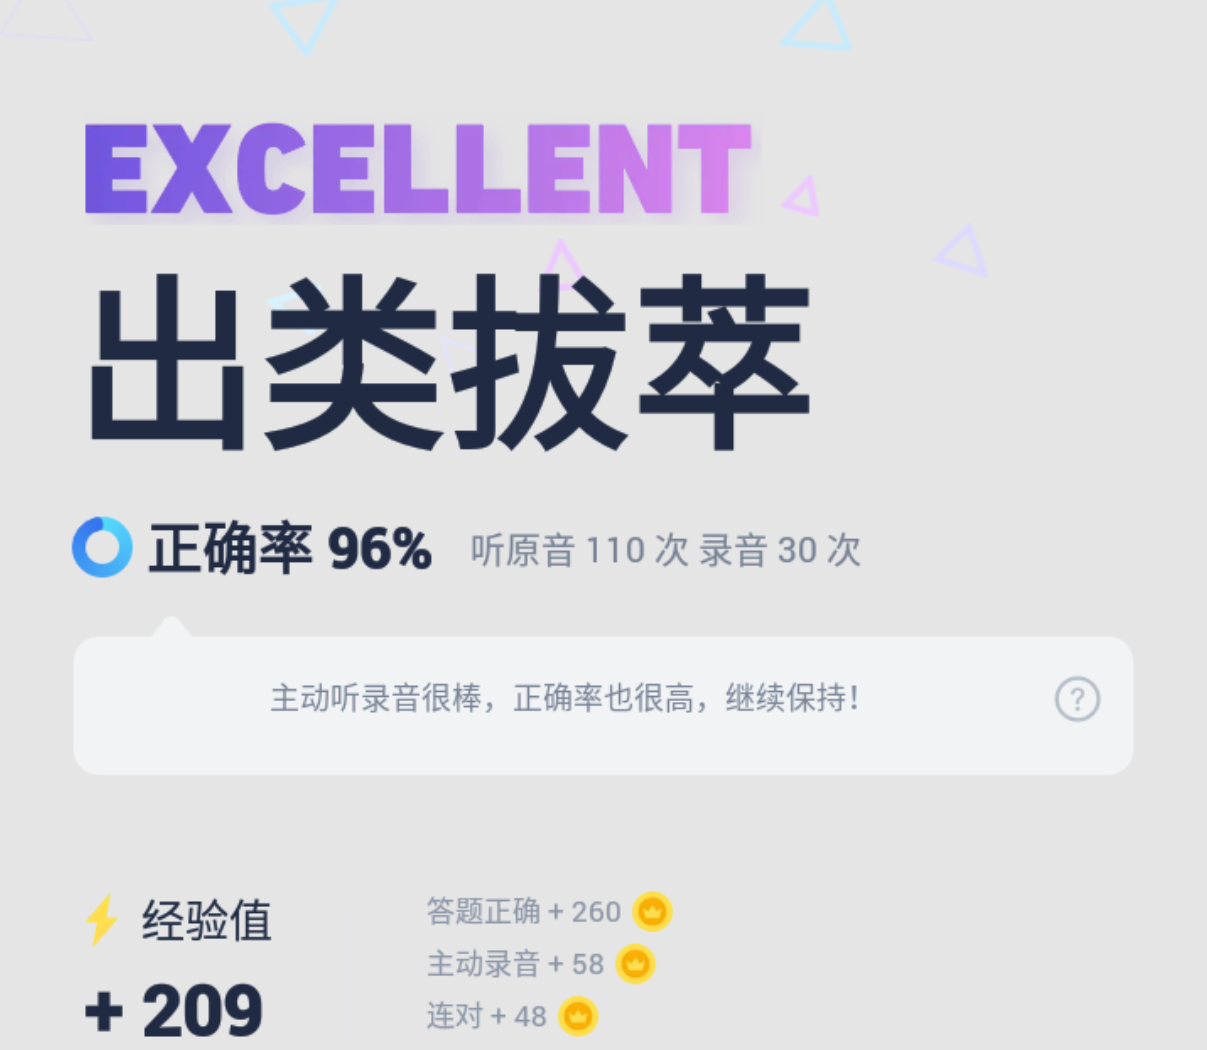 EXCELLENT
出类拔萃
正确率 96% 听原音 110 次 录音 30 次
主动听录音很棒，正确率也很高，继续保持！
?
经验值
答题正确 + 260
主动录音 + 58
+ 209
连对 + 48